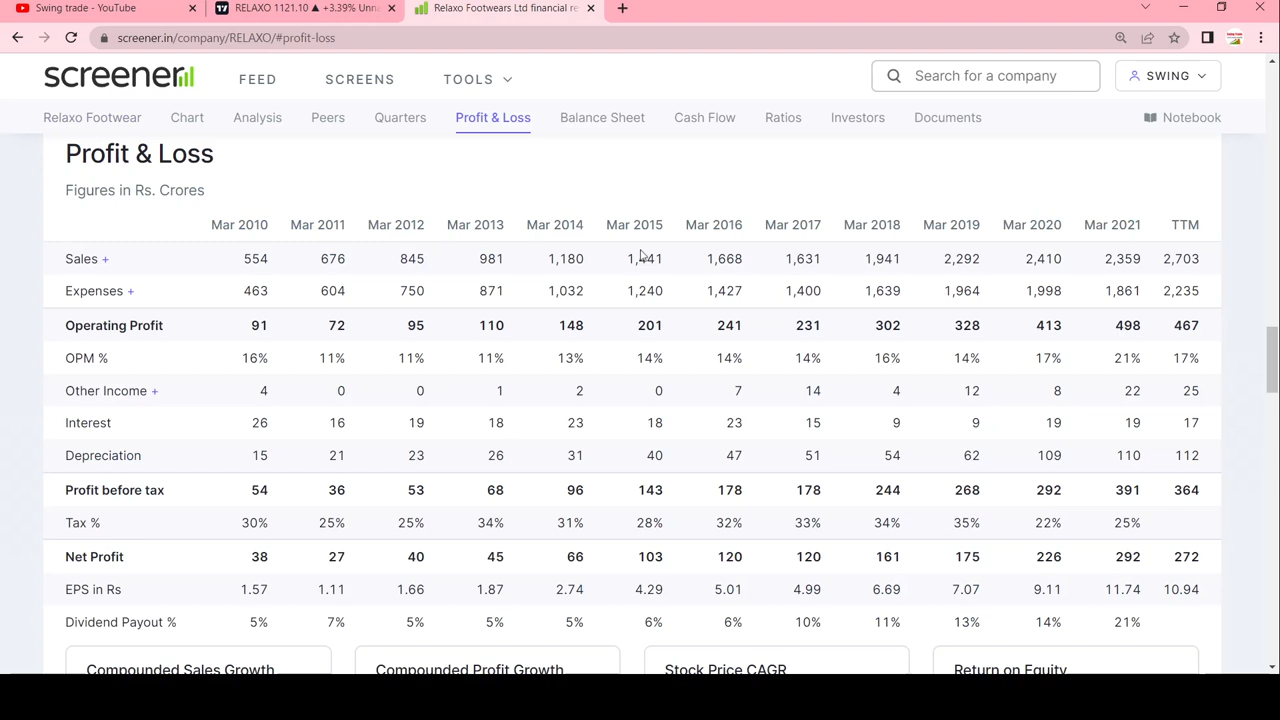 Swing trade - YouTube
RELAXO 1121.10 ▲ +3.39% Unna
Relaxo Footwears Ltd financial re
screener.in/company/RELAXO/#profit-loss
screener
FEED SCREENS TOOLS
Search for a company
SWING
Relaxo Footwear Chart Analysis Peers Quarters Profit & Loss Balance Sheet Cash Flow Ratios Investors Documents Notebook
Profit & Loss
Figures in Rs. Crores
Mar 2010 Mar 2011 Mar 2012 Mar 2013 Mar 2014 Mar 2015 Mar 2016 Mar 2017 Mar 2018 Mar 2019 Mar 2020 Mar 2021 TTM
Sales + 554 676 845 981 1,180 1,668 1,631 1,941 2,292 2,410 2,359 2,703
Expenses + 463 604 750 871 1,032 1,240 1,427 1,400 1,639 1,964 1,998 1,861 2,235
Operating Profit 91 72 95 110 148 201 241 231 302 328 413 498 467
OPM % 16% 11% 11% 11% 13% 14% 14% 14% 16% 14% 17% 21% 17%
Other Income + 4 0 0 1 2 0 7 14 4 12 8 22 25
Interest 26 16 19 18 23 18 23 15 9 9 19 19 17
Depreciation 15 21 23 26 31 40 47 51 54 62 109 110 112
Profit before tax 54 36 53 68 96 143 178 178 244 268 292 391 364
Tax % 30% 25% 25% 34% 31% 28% 32% 33% 34% 35% 22% 25%
Net Profit 38 27 40 45 66 103 120 120 161 175 226 292 272
EPS in Rs 1.57 1.11 1.66 1.87 2.74 4.29 5.01 4.99 6.69 7.07 9.11 11.74 10.94
Dividend Payout % 5% 7% 5% 5% 5% 6% 6% 10% 11% 13% 14% 21%
Compounded Sales Growth Compounded Profit Growth Stock Price CAGR Return on Equity